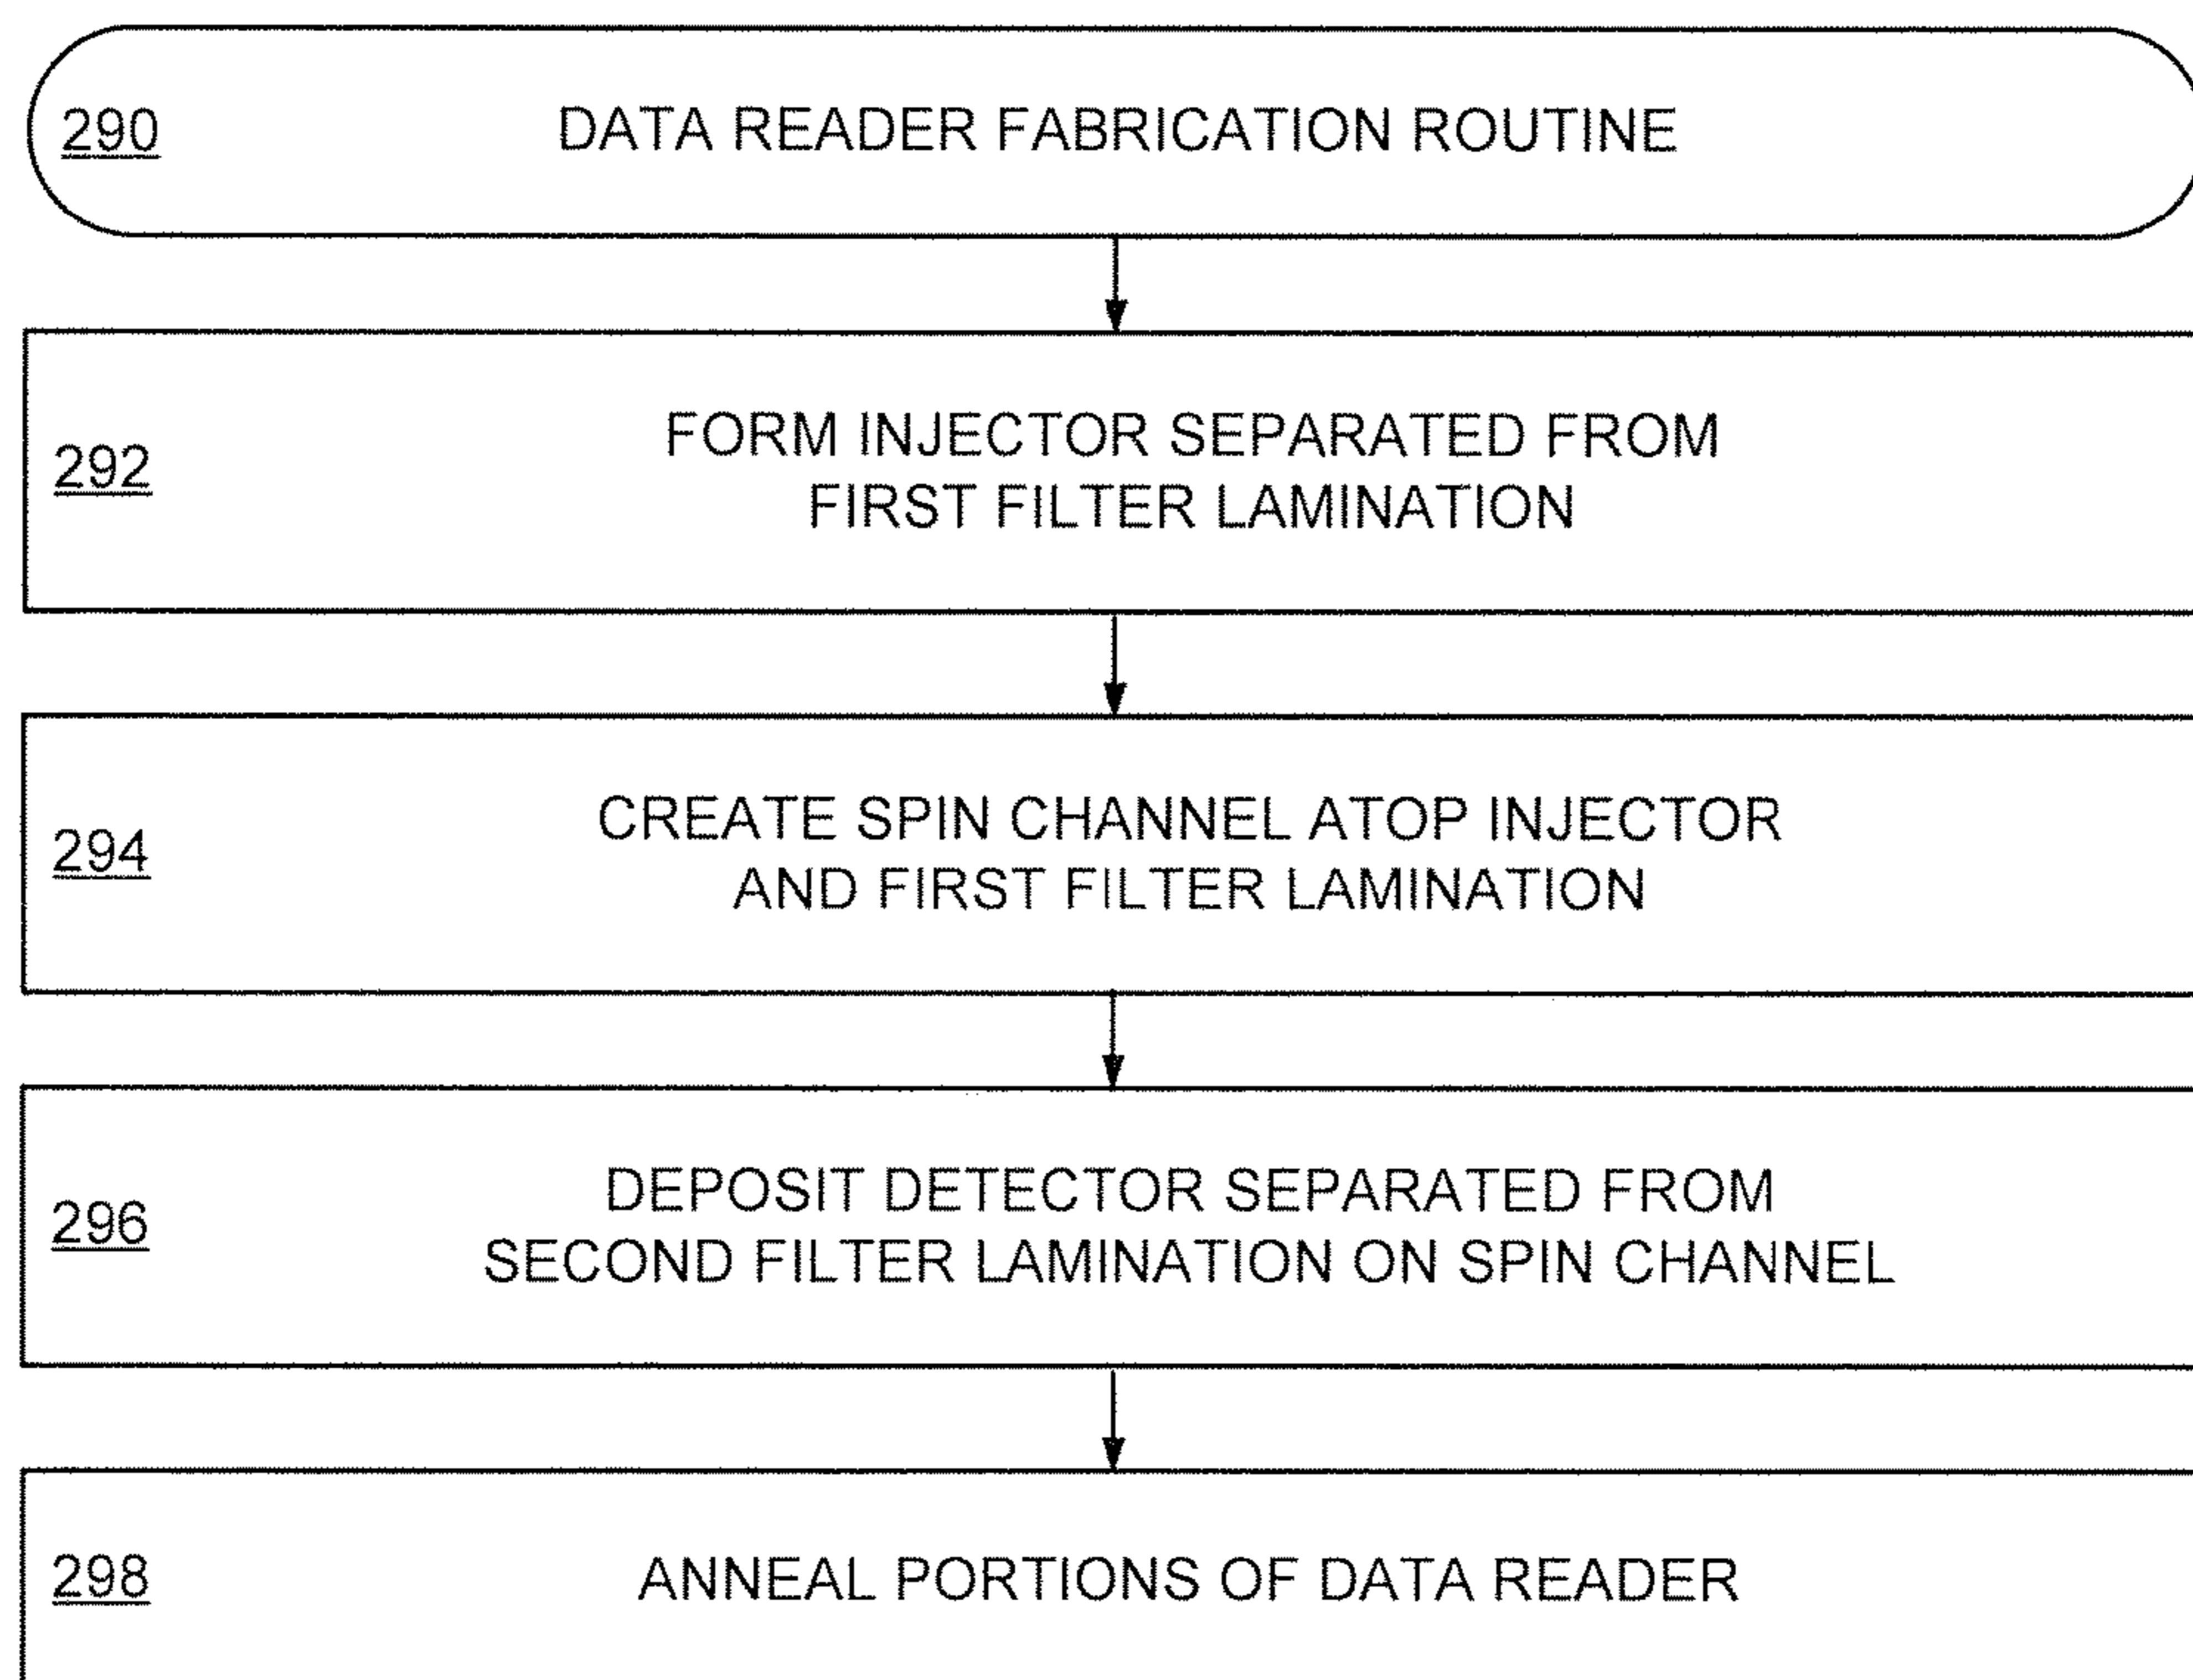 290 DATA READER FABRICATION ROUTINE
292 FORM INJECTOR SEPARATED FROM
FIRST FILTER LAMINATION
294 CREATE SPIN CHANNEL ATOP INJECTOR
AND FIRST FILTER LAMINATION
296 DEPOSIT DETECTOR SEPARATED FROM
SECOND FILTER LAMINATION ON SPIN CHANNEL
298 ANNEAL PORTIONS OF DATA READER